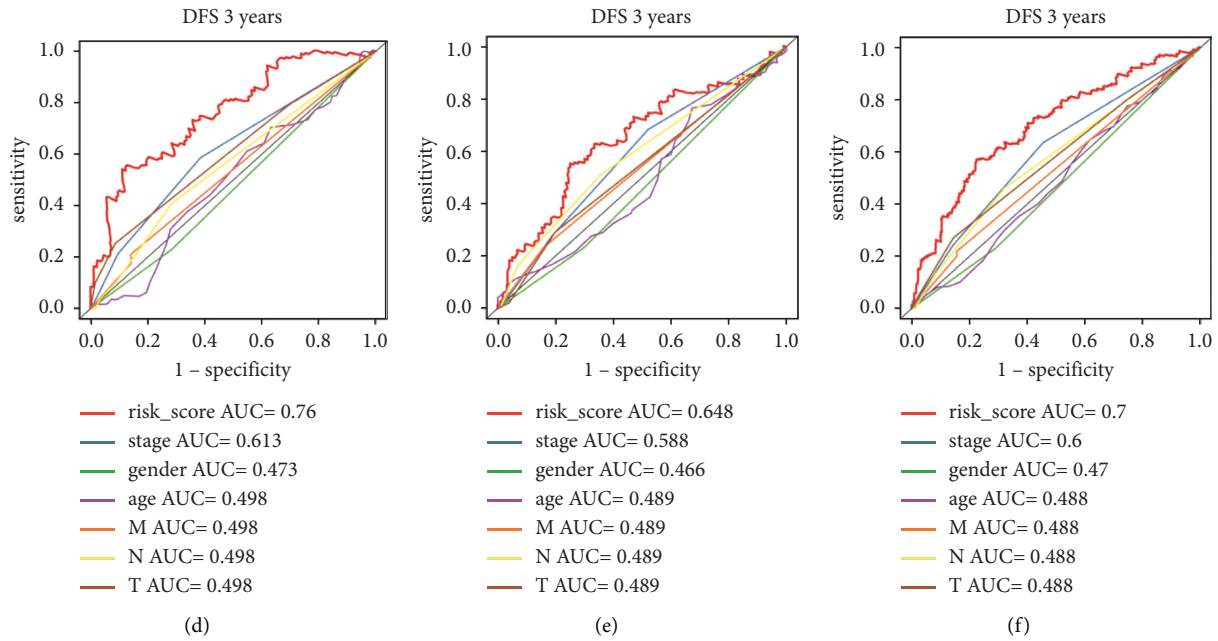 DFS 3 years
1.0
0.8
0.6
0.4
0.2
0.0
sensitivity
0.0 0.2 0.4 0.6 0.8 1.0
1 – specificity
risk_score AUC= 0.76
stage AUC= 0.613
gender AUC= 0.473
age AUC= 0.498
M AUC= 0.498
N AUC= 0.498
T AUC= 0.498
(d)
DFS 3 years
1.0
0.8
0.6
0.4
0.2
0.0
sensitivity
0.0 0.2 0.4 0.6 0.8 1.0
1 – specificity
risk_score AUC= 0.648
stage AUC= 0.588
gender AUC= 0.466
age AUC= 0.489
M AUC= 0.489
N AUC= 0.489
T AUC= 0.489
(e)
DFS 3 years
1.0
0.8
0.6
0.4
0.2
0.0
sensitivity
0.0 0.2 0.4 0.6 0.8 1.0
1 – specificity
risk_score AUC= 0.7
stage AUC= 0.6
gender AUC= 0.47
age AUC= 0.488
M AUC= 0.488
N AUC= 0.488
T AUC= 0.488
(f)